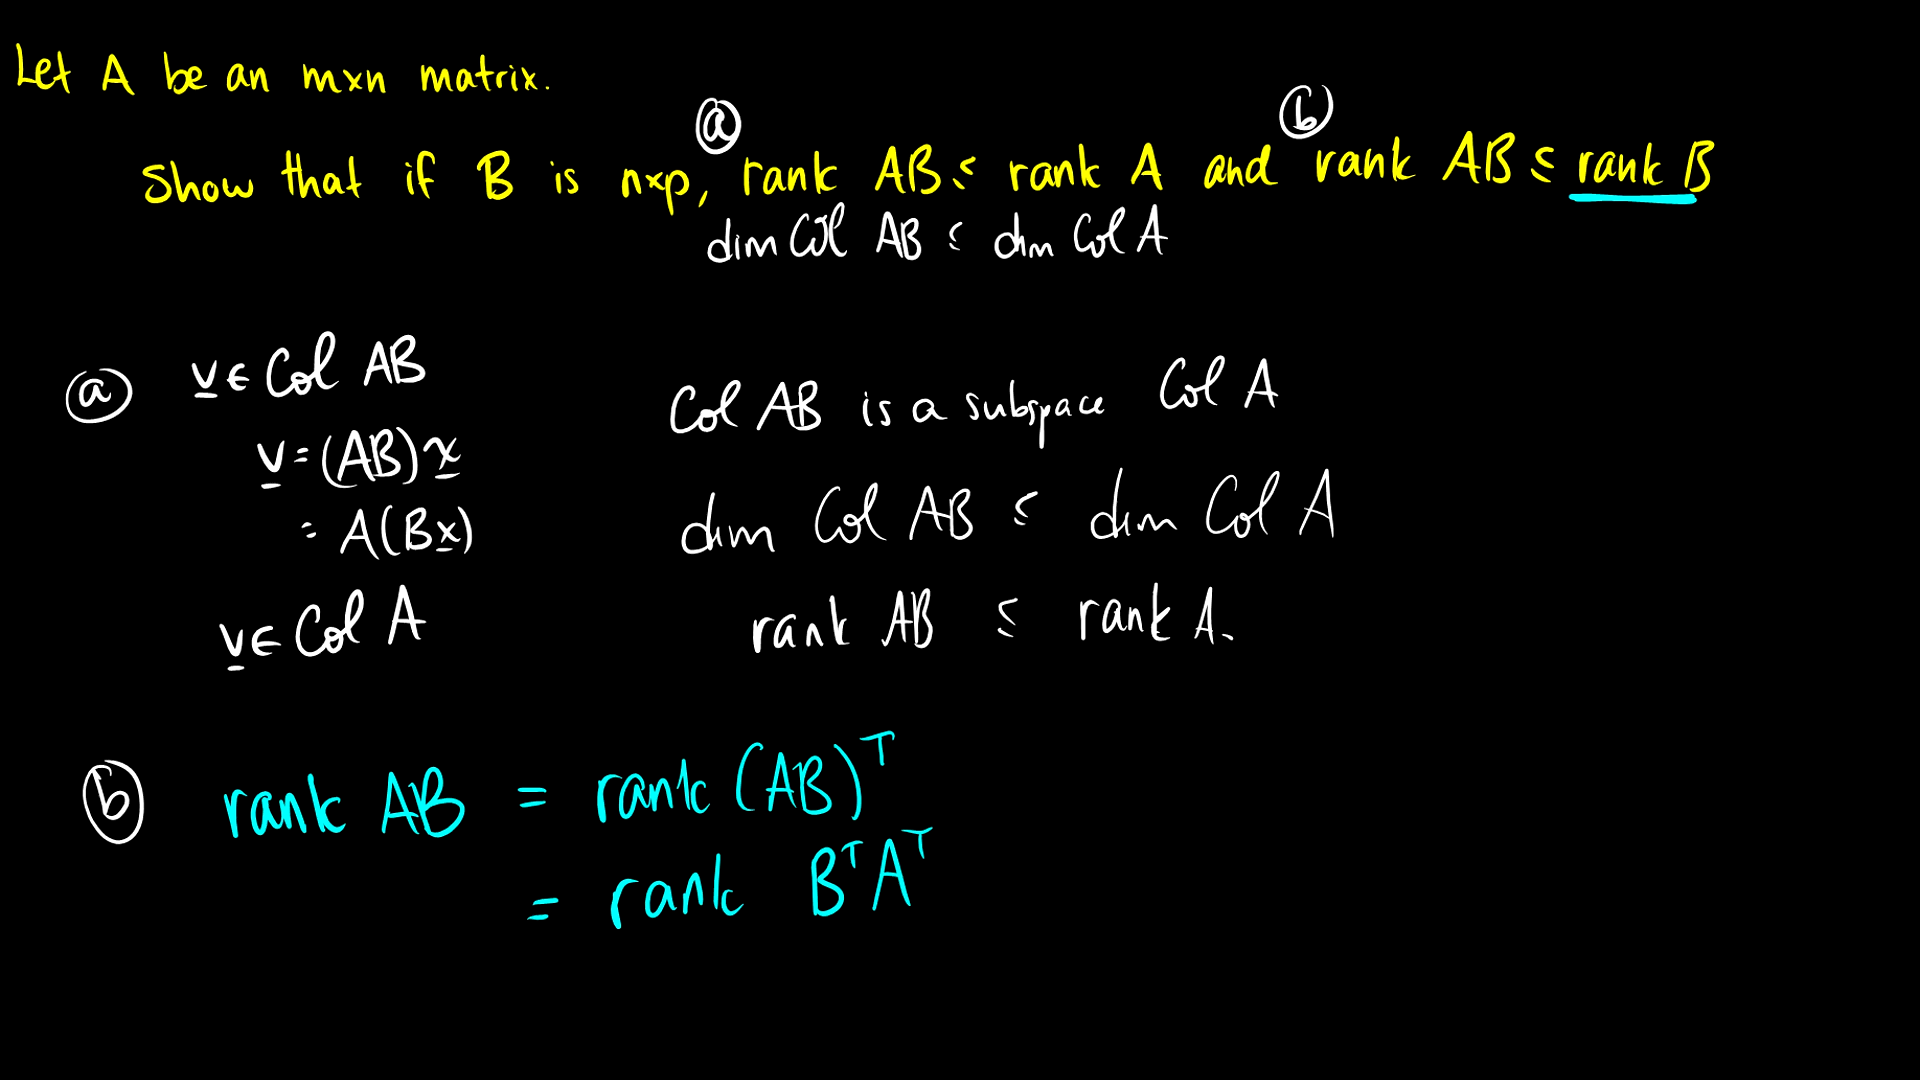 Let A be an m×n matrix.
ⓐ ⓑ
Show that if B is n×p, rank AB ≤ rank A and rank AB ≤ rank B
dim Col AB ≤ dim Col A
ⓐ v ∈ Col AB
v = (AB)x
= A(Bx)
v ∈ Col A
Col AB is a subspace Col A
dim Col AB ≤ dim Col A
rank AB ≤ rank A.
ⓑ rank AB = rank (AB)ᵀ
= rank BᵀAᵀ